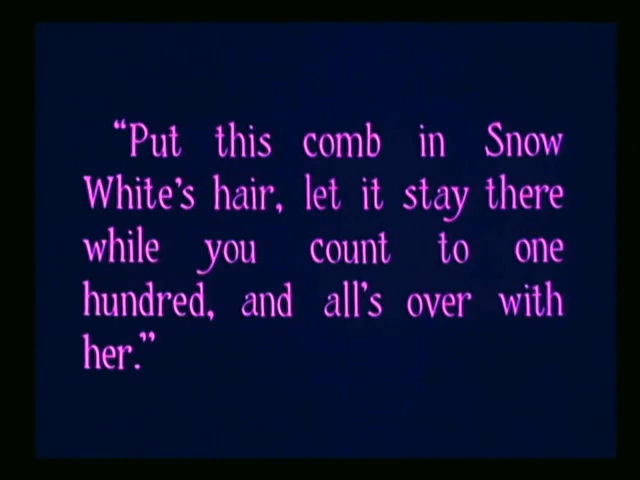 “Put this comb in Snow
White’s hair, let it stay there
while you count to one
hundred, and all’s over with
her.”